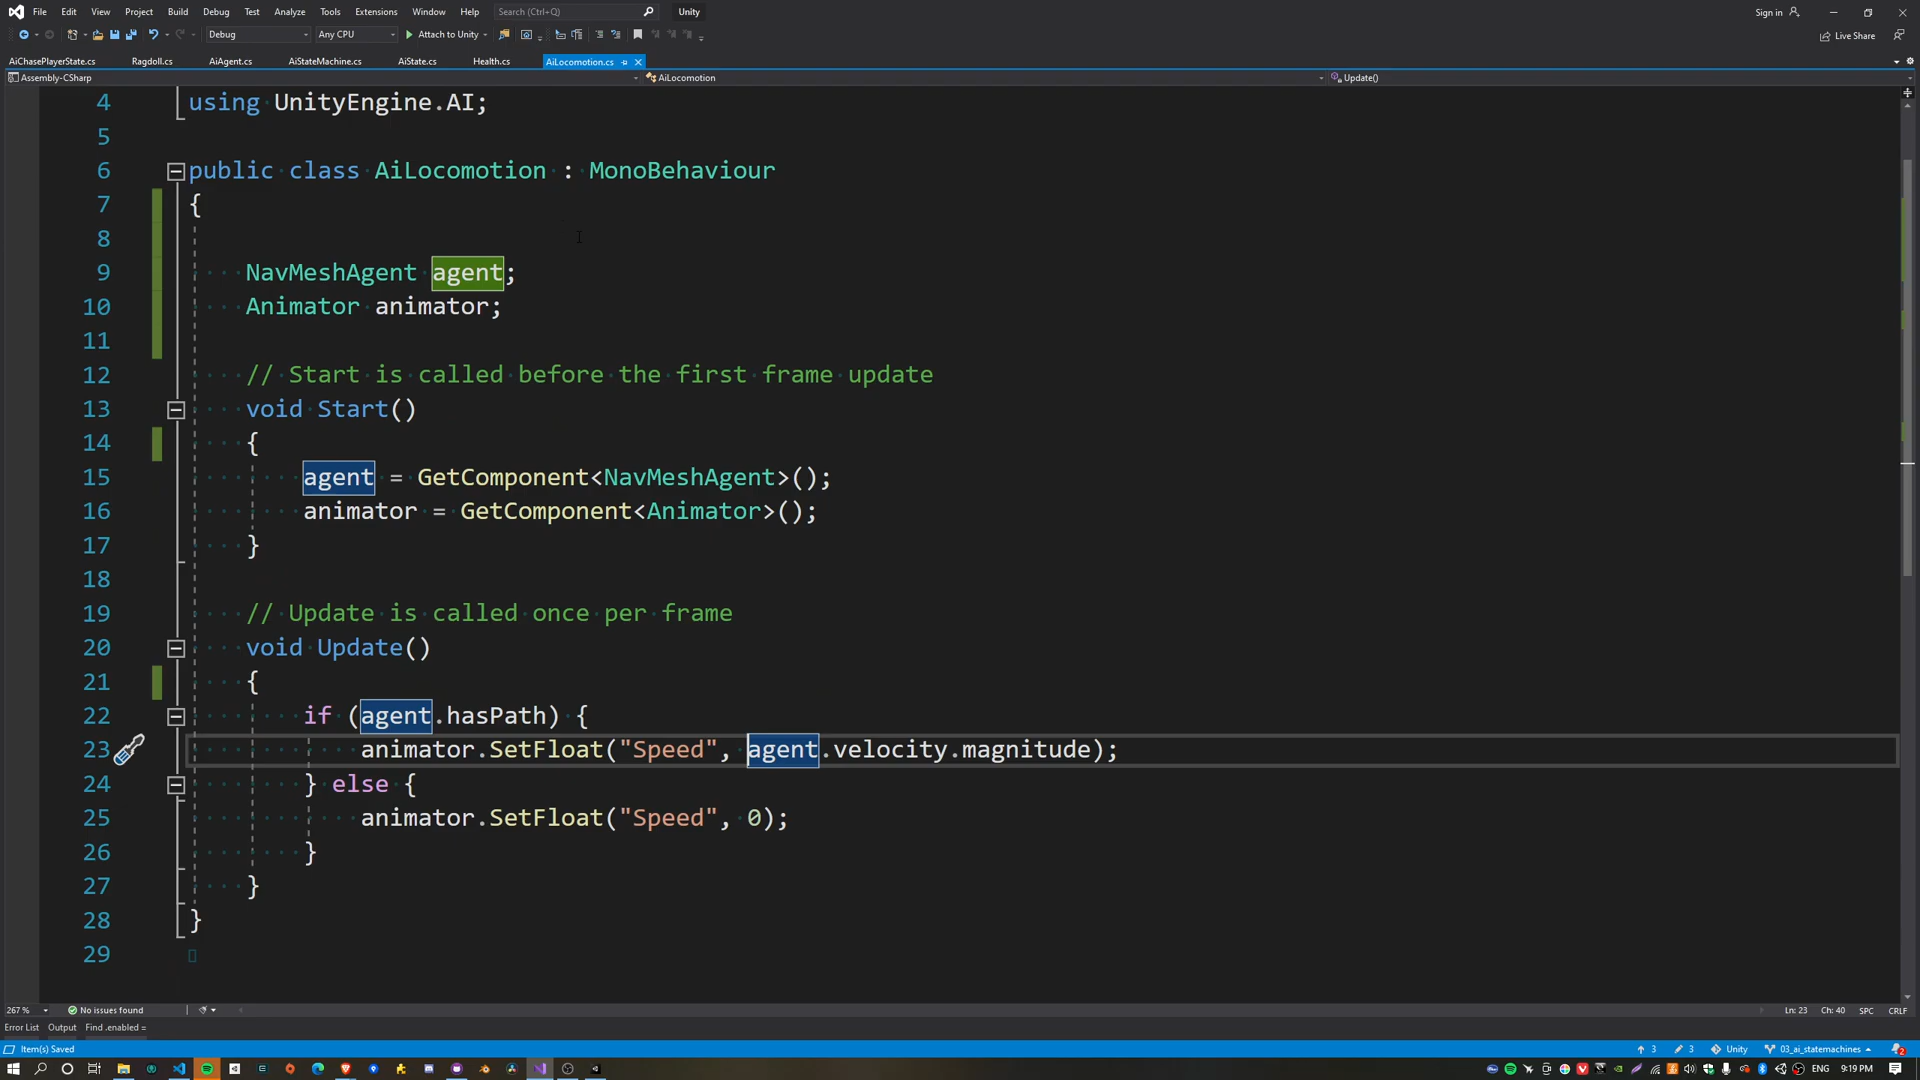 File Edit View Project Build Debug Test Analyze Tools Extensions Window Help Search (Ctrl+Q) Unity Sign in
Debug Any CPU Attach to Unity Live Share
AiChasePlayerState.cs Ragdoll.cs AiAgent.cs AiStateMachine.cs AiState.cs Health.cs AiLocomotion.cs
Assembly-CSharp AiLocomotion Update()
4 using UnityEngine.AI;
5
6 public class AiLocomotion : MonoBehaviour
7 {
8
9 NavMeshAgent agent;
10 Animator animator;
11
12 // Start is called before the first frame update
13 void Start()
14 {
15 agent = GetComponent<NavMeshAgent>();
16 animator = GetComponent<Animator>();
17 }
18
19 // Update is called once per frame
20 void Update()
21 {
22 if (agent.hasPath) {
23 animator.SetFloat("Speed", agent.velocity.magnitude);
24 } else {
25 animator.SetFloat("Speed", 0);
26 }
27 }
28 }
29
267 % No issues found Ln: 23 Ch: 40 SPC CRLF
Error List Output Find .enabled =
Item(s) Saved 3 3 Unity 03_ai_statemachines 2
ENG 9:19 PM